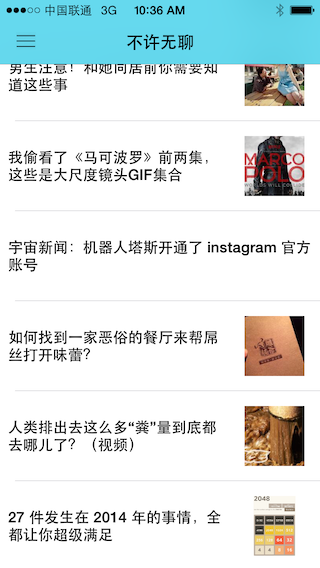 中国联通 3G 10:36 AM
不许无聊
男生注意！和她同居前你需要知
道这些事
我偷看了《马可波罗》前两集，
这些是大尺度镜头GIF集合
MARCO
POLO
WORLDS WILL COLLIDE
宇宙新闻：机器人塔斯开通了 instagram 官方
账号
如何找到一家恶俗的餐厅来帮屌
丝打开味蕾？
人类排出去这么多“粪”量到底都
去哪儿了？（视频）
27 件发生在 2014 年的事情，全
都让你超级满足
2048